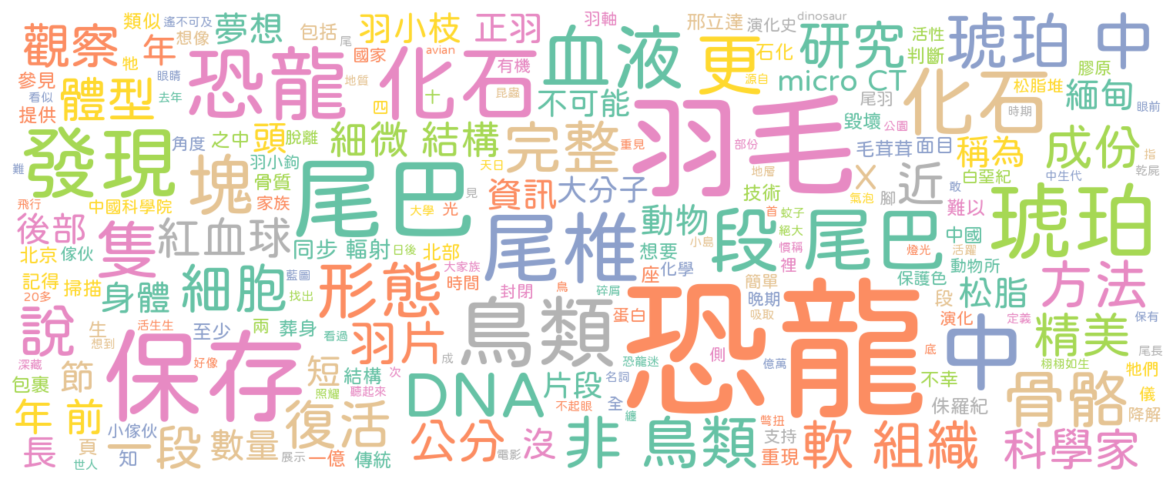 類似 遙不可及 夢想 羽小枝 正羽 羽軸 邢立達 演化史 dinosaur
觀察 年 想像 包括 尾 血液 更 石化 研究 活性 琥珀 中
參見 牠 恐龍 化石 國家 avian 有機 判斷 膠原
看似 眼睛 體型 地質 micro CT 松脂堆 緬甸
提供 去年 四 十 昆蟲 不可能 尾羽 源自 化石 時期 眼前
發現 角度 之中 頭 脫離 細微 結構 完整 羽毛 毀壞 公園 稱為 成份
難 羽小鉤 塊 骨質 天日 重見 部份 毛茸茸 面目 白堊紀 中生代 指
飛行 中國科學院 家族 尾巴 見 資訊 大分子 技術 地層 X 近 敢 乾屍
後部 隻 紅血球 大學 光 尾椎 動物 首 蚊子 氣泡 腳 難以 琥珀
北京 傢伙 同步 輻射 日後 北部 想要 小島 段 尾巴 絕大 慣稱 燈光 中國 活躍
記得 掃描 身體 細胞 藍圖 大家族 座 化學 裡 保護色 動物所
20多 找出 形態 時間 封閉 鳥 碎屑 簡單 晚期 段 松脂 方法
說 生 活生生 看過 至少 兩 葬身 鳥類 蛋白 吸取 恐龍 演化 定義 保有
深藏 想到 保存 好像 羽片 成 恐龍迷 側 億萬 底 中 精美 尾長
包裹 節 短 結構 次 DNA 片段 名詞 不幸 栩栩如生 牠們
年 前 照耀 聽起來 不起眼 全 侏羅紀 骨骼 儀
長 頁 小傢伙 一段 復活 公分 沒 纏 彆扭 支持 軟 組織 降解
世人 知 數量 展示 一億 傳統 電影 非 鳥類 重現 科學家